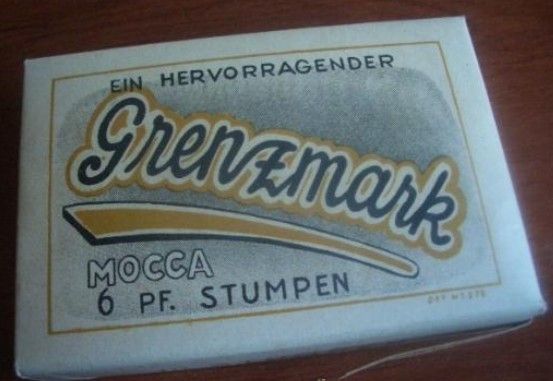 EIN HERVORRAGENDER
Grenzmark
MOCCA
6 PF. STUMPEN